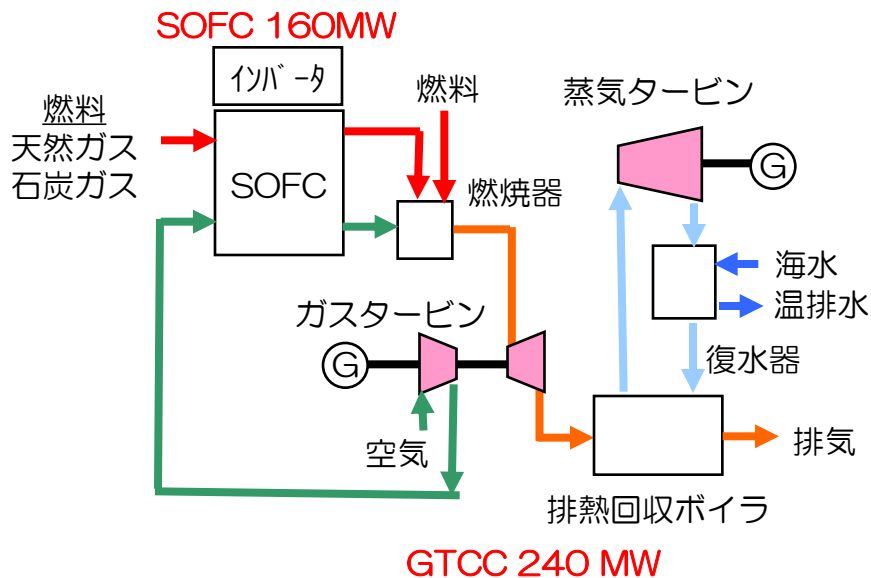 SOFC 160MW
インバータ
燃料
天然ガス
石炭ガス
SOFC
燃料
燃焼器
蒸気タービン
G
海水
温排水
復水器
ガスタービン
G
空気
排気
排熱回収ボイラ
GTCC 240 MW